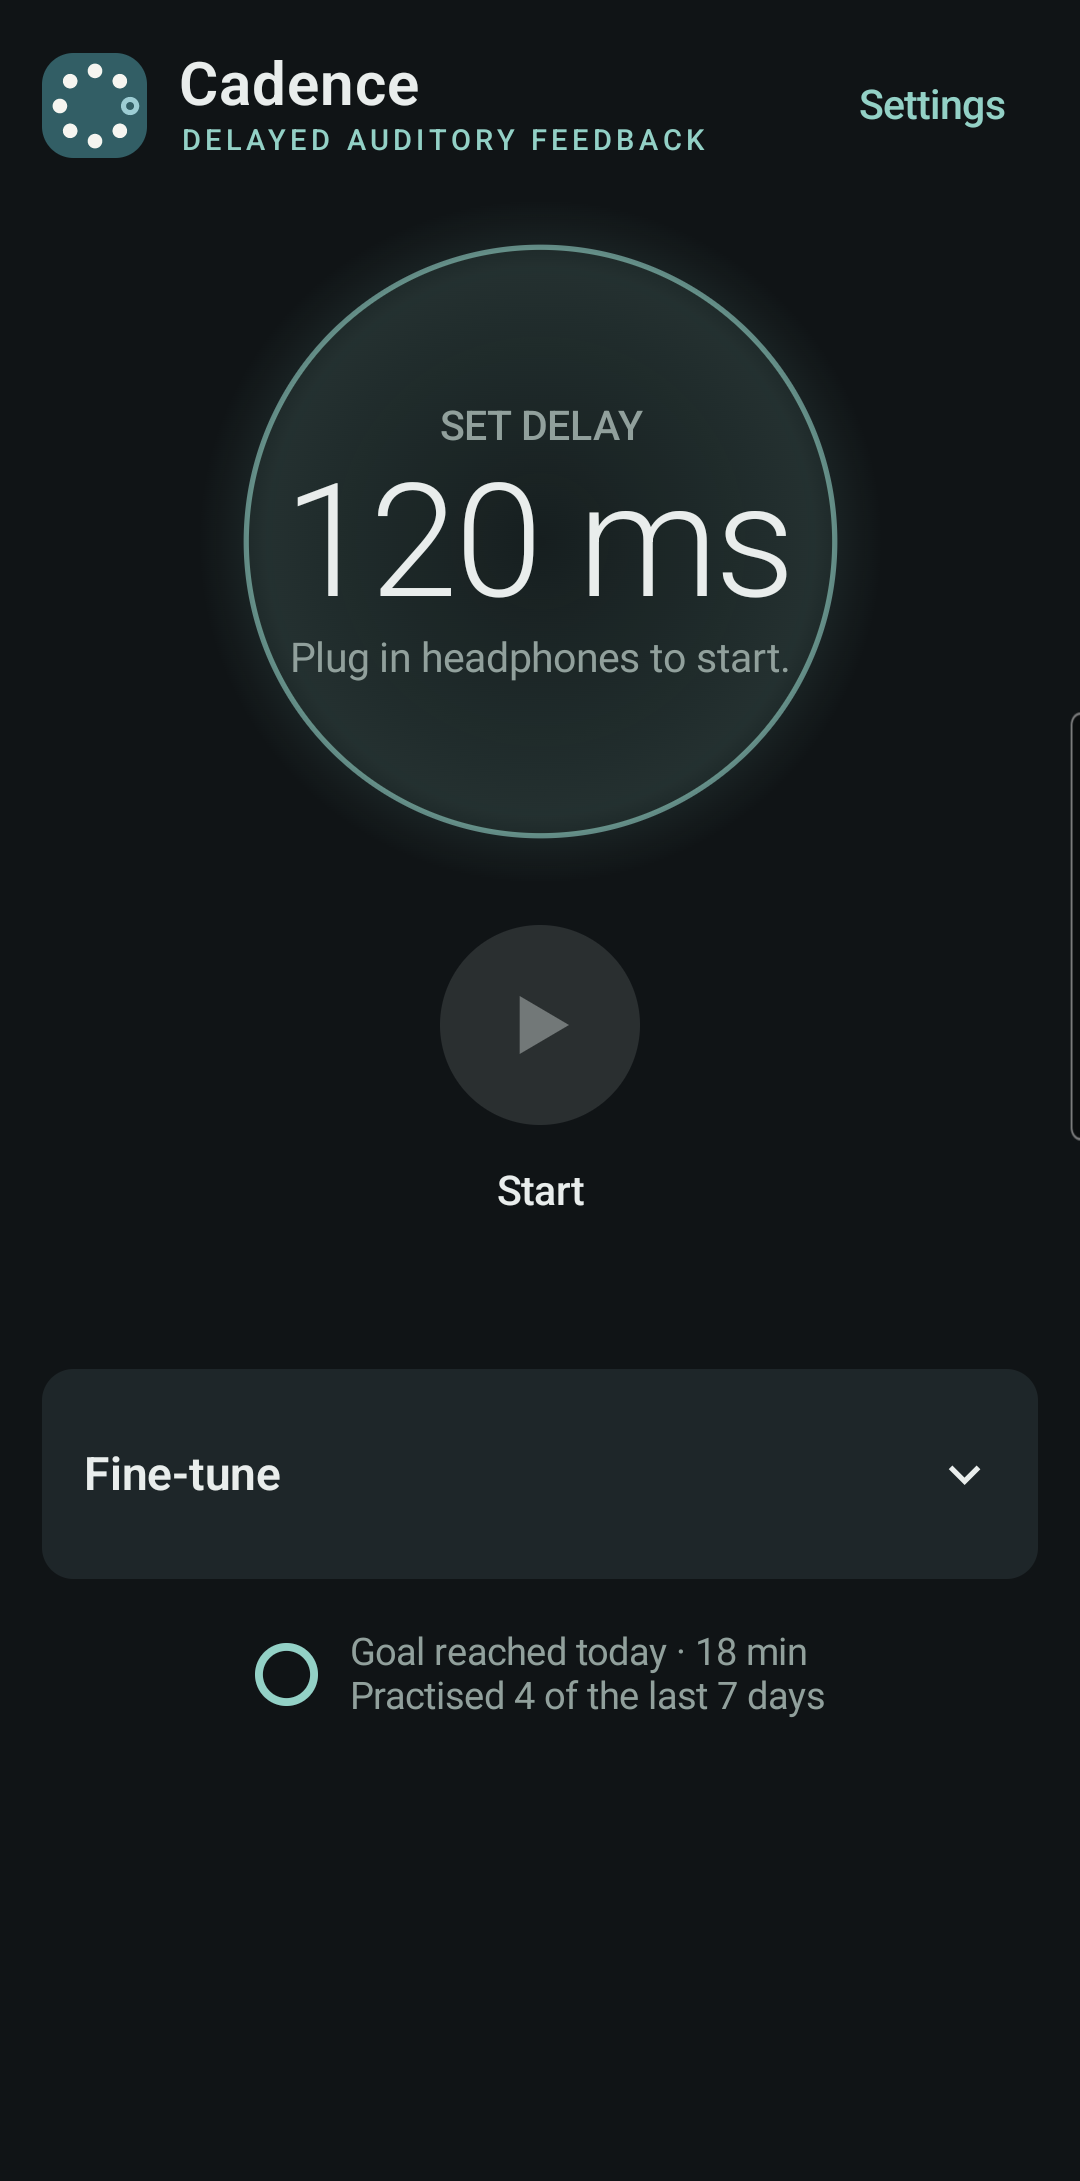 Cadence
DELAYED AUDITORY FEEDBACK
Settings
SET DELAY
120 ms
Plug in headphones to start.
Start
Fine-tune
Goal reached today · 18 min
Practised 4 of the last 7 days